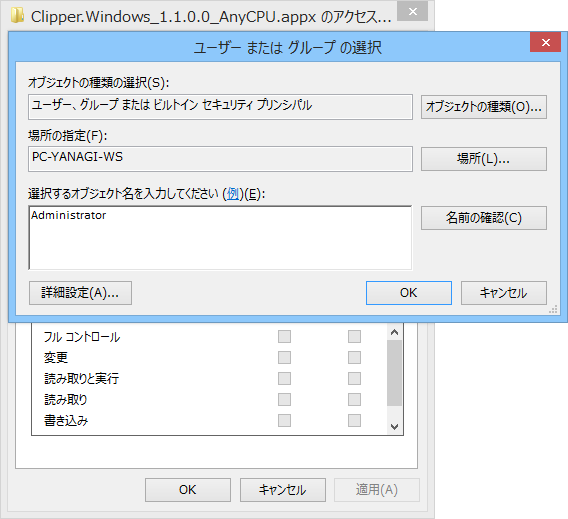 Clipper.Windows_1.1.0.0_AnyCPU.appx のアクセス...
ユーザー または グループ の選択
オブジェクトの種類の選択(S):
ユーザー、グループ または ビルトイン セキュリティ プリンシパル
オブジェクトの種類(O)...
場所の指定(F):
PC-YANAGI-WS
場所(L)...
選択するオブジェクト名を入力してください (例)(E):
Administrator
名前の確認(C)
詳細設定(A)...
OK
キャンセル
フル コントロール
変更
読み取りと実行
読み取り
書き込み
OK
キャンセル
適用(A)